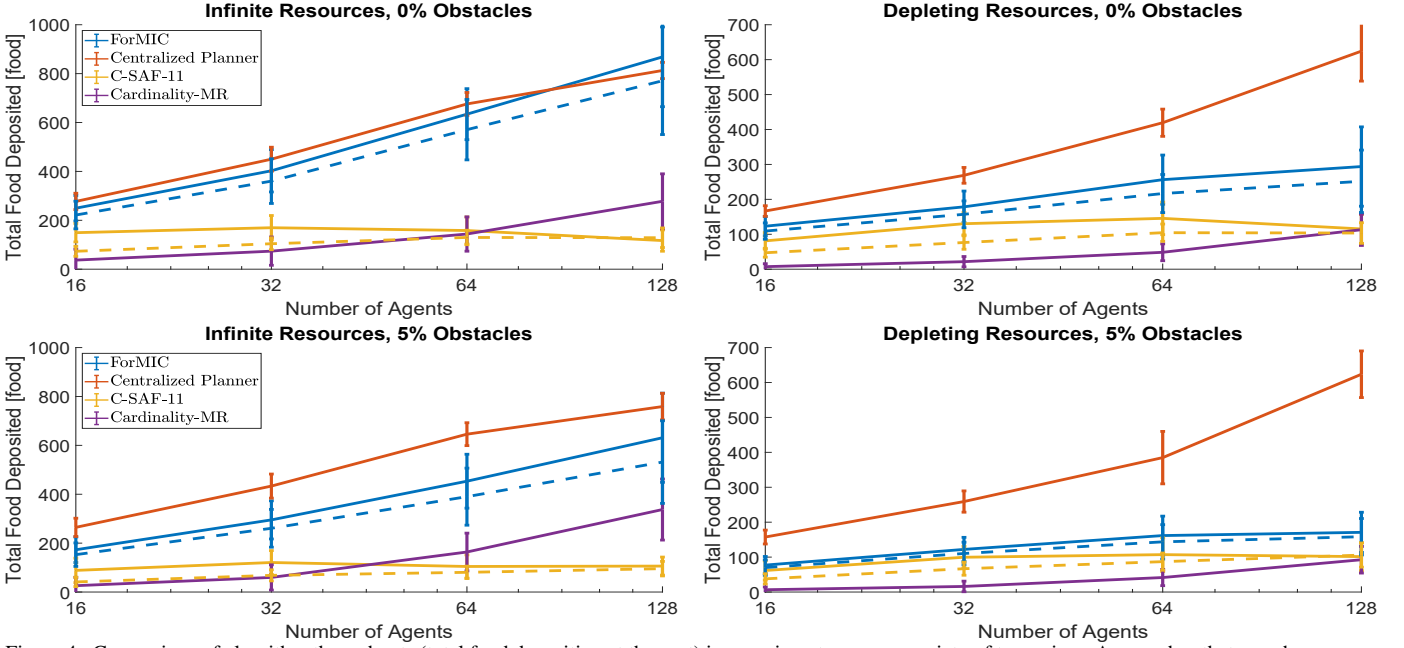 Infinite Resources, 0% Obstacles
Total Food Deposited [food]
1000
800
600
400
200
0
ForMIC
Centralized Planner
C-SAF-11
Cardinality-MR
16
32
64
128
Number of Agents
Depleting Resources, 0% Obstacles
Total Food Deposited [food]
700
600
500
400
300
200
100
0
16
32
64
128
Number of Agents
Infinite Resources, 5% Obstacles
Total Food Deposited [food]
1000
800
600
400
200
0
ForMIC
Centralized Planner
C-SAF-11
Cardinality-MR
16
32
64
128
Number of Agents
Depleting Resources, 5% Obstacles
Total Food Deposited [food]
700
600
500
400
300
200
100
0
16
32
64
128
Number of Agents